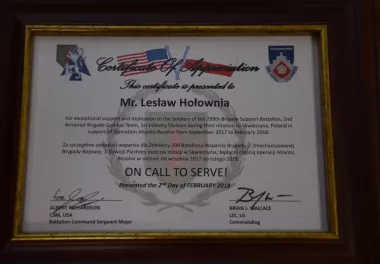 Certificate Of Appreciation
This certificate is presented to
Mr. Lesław Hołownia
For exceptional support and dedication to the Soldiers of the 299th Brigade Support Battalion, 2nd
Armored Brigade Combat Team, 1st Infantry Division during their rotation to Skwierzyna, Poland in
support of Operation Atlantic Resolve from September 2017 to February 2018.
Za szczególne oddanie i wsparcie dla Żołnierzy 299 Batalionu Wsparcia Brygady, 2 Opancerzonej
Brygady Bojowej, 1 Dywizji Piechoty podczas rotacji w Skwierzynie, będącej częścią operacji Atlantic
Resolve w okresie od września 2017 do lutego 2018.
ON CALL TO SERVE!
Presented the 2nd Day of FEBRUARY 2018
ALBERT RICHARDSON
CSM, USA
Battalion Command Sergeant Major
BRIAN J. WALLACE
LTC, LG
Commanding